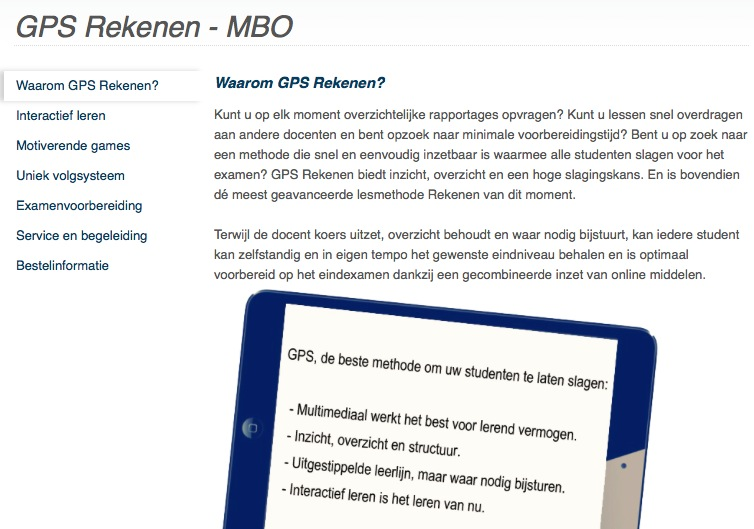 GPS Rekenen - MBO
Waarom GPS Rekenen?
Interactief leren
Motiverende games
Uniek volgsysteem
Examenvoorbereiding
Service en begeleiding
Bestelinformatie
Waarom GPS Rekenen?
Kunt u op elk moment overzichtelijke rapportages opvragen? Kunt u lessen snel overdragen
aan andere docenten en bent opzoek naar minimale voorbereidingstijd? Bent u op zoek naar
een methode die snel en eenvoudig inzetbaar is waarmee alle studenten slagen voor het
examen? GPS Rekenen biedt inzicht, overzicht en een hoge slagingskans. En is bovendien
dé meest geavanceerde lesmethode Rekenen van dit moment.
Terwijl de docent koers uitzet, overzicht behoudt en waar nodig bijstuurt, kan iedere student
kan zelfstandig en in eigen tempo het gewenste eindniveau behalen en is optimaal
voorbereid op het eindexamen dankzij een gecombineerde inzet van online middelen.
GPS, de beste methode om uw studenten te laten slagen:
- Multimediaal werkt het best voor lerend vermogen.
- Inzicht, overzicht en structuur.
- Uitgestippelde leerlijn, maar waar nodig bijsturen.
- Interactief leren is het leren van nu.